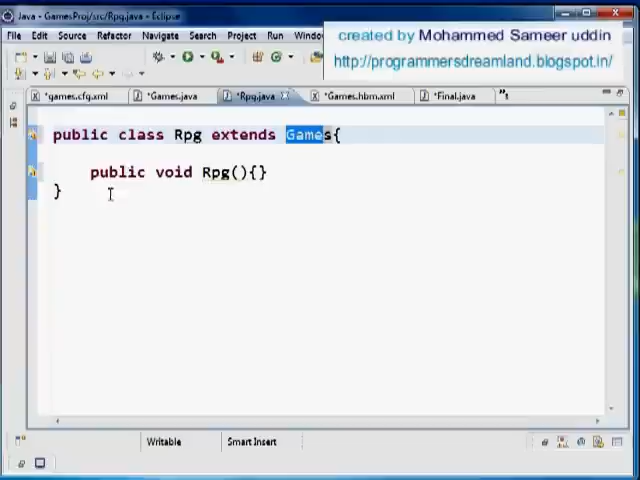 Java - GamesProj/src/Rpg.java - Eclipse
File Edit Source Refactor Navigate Search Project Run Window
created by Mohammed Sameer uddin
http://programmersdreamland.blogspot.in/
*games.cfg.xml *Games.java *Rpg.java *Games.hbm.xml *Final.java »1
public class Rpg extends Games{
public void Rpg(){}
}
Writable Smart Insert